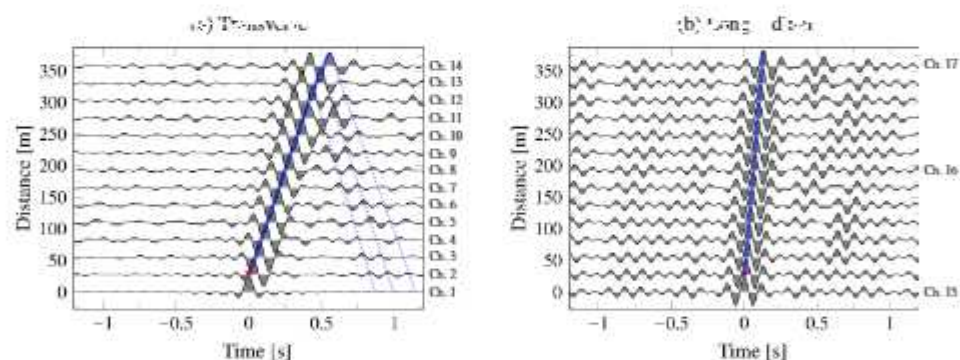 (b)
350
300
250
200
150
100
50
0
Distance [m]
Ch. 14
Ch. 13
Ch. 12
Ch. 11
Ch. 10
Ch. 9
Ch. 8
Ch. 7
Ch. 6
Ch. 5
Ch. 4
Ch. 3
Ch. 2
Ch. 1
−1
−0.5
0
0.5
1
Time [s]
350
300
250
200
150
100
50
0
Distance [m]
Ch. 17
Ch. 16
Ch. 15
−1
−0.5
0
0.5
1
Time [s]